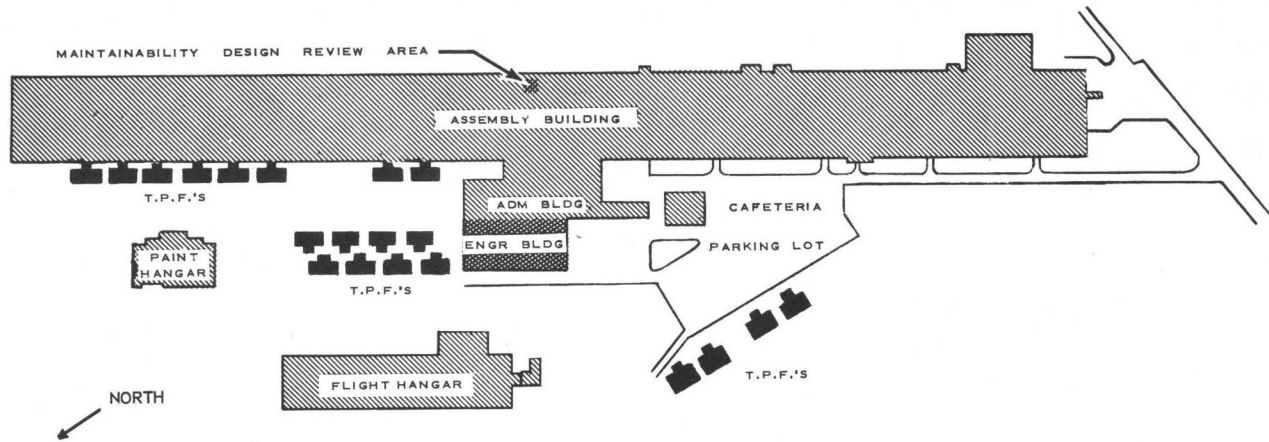 MAINTAINABILITY DESIGN REVIEW AREA
ASSEMBLY BUILDING
T.P.F.'S
ADM BLDG
CAFETERIA
ENGR BLDG
PARKING LOT
PAINT
HANGAR
T.P.F.'S
T.P.F.'S
FLIGHT HANGAR
NORTH